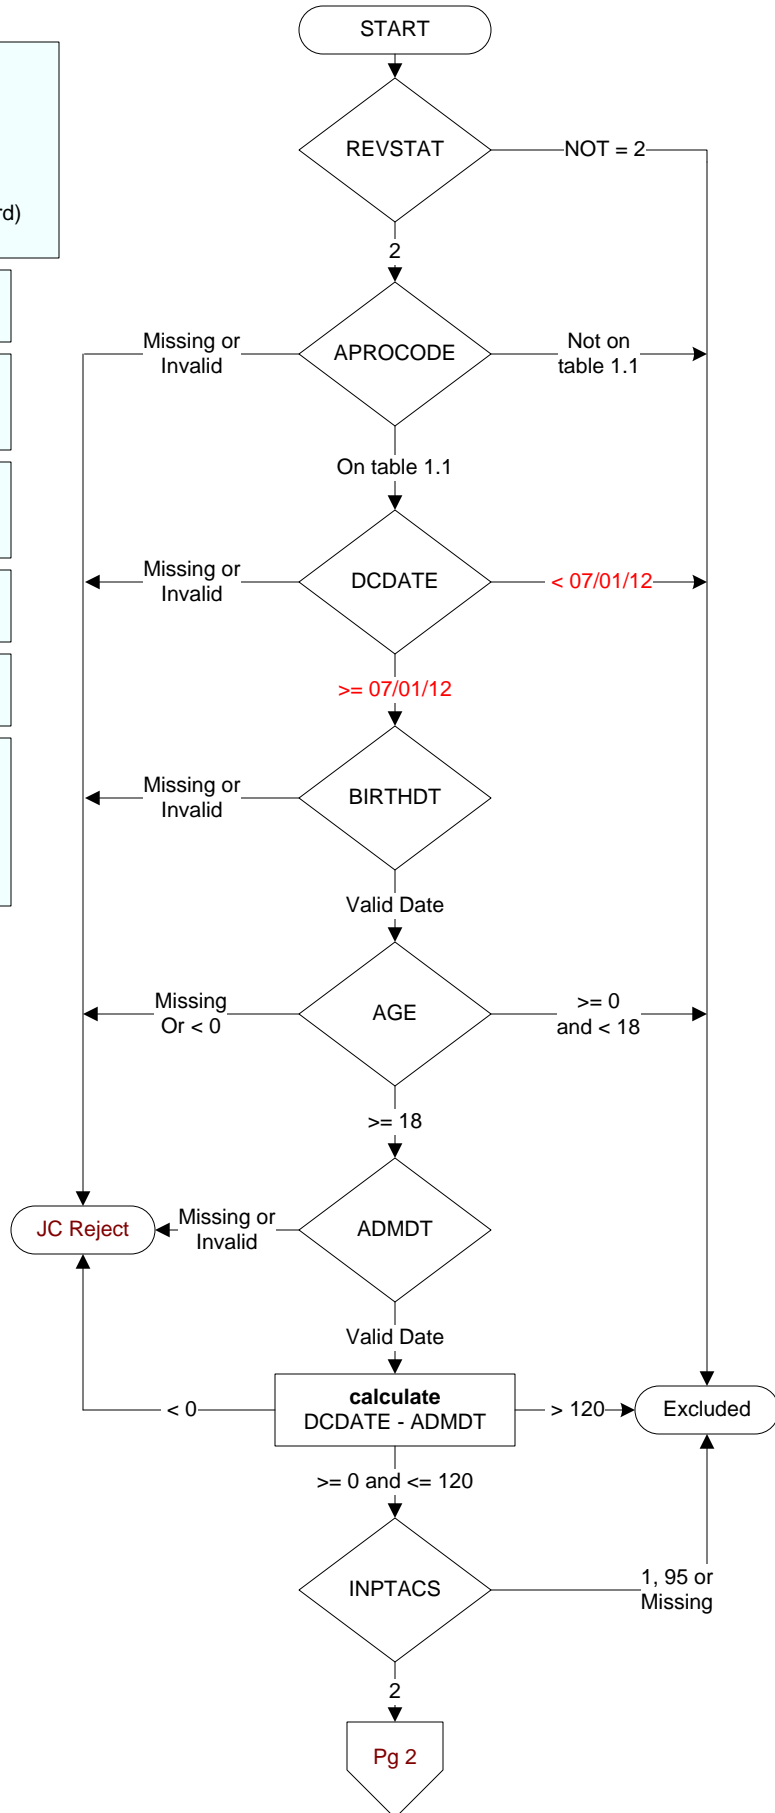 START
REVSTAT
NOT = 2
rd)
2
Missing or
Invalid
APROCODE
Not on
table 1.1
On table 1.1
Missing or
Invalid
DCDATE
< 07/01/12
>= 07/01/12
Missing or
Invalid
BIRTHDT
Valid Date
Missing
Or < 0
AGE
>= 0
and < 18
>= 18
JC Reject
Missing or
Invalid
ADMDT
Valid Date
< 0
calculate
DCDATE - ADMDT
> 120
Excluded
>= 0 and <= 120
INPTACS
1, 95 or
Missing
2
Pg 2